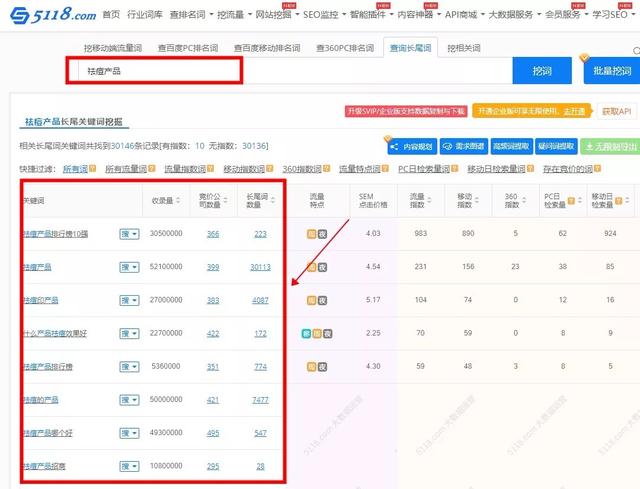 5118.com 首页 行业词库 查排名词 挖流量 网站挖掘 SEO监控 智能插件 内容神器 API商城 大数据服务 会员服务 学习SEO
挖移动端流量词 查百度PC排名词 查百度移动排名词 查360PC排名词 查询长尾词 挖相关词
祛痘产品 挖词 批量挖词
升级SVIP/企业版支持数据复制与下载 开通企业版可享无限使用，去开通 获取API
祛痘产品长尾关键词挖掘
相关长尾词关键词共找到30146条记录[有指数：10 无指数：30136] 内容规划 需求图谱 高频词提取 疑问词提取 无限制导出
快捷过滤： 所有词 所有流量词 流量指数词 移动指数词 360指数词 流量特点词 PC日检索量词 移动日检索量词 存在竞价的词
关键词 收录量 竞价公司数量 长尾词数量 流量特点 SEM点击价格 流量指数 移动指数 360指数 PC日检索量 移动日检索量
祛痘产品排行榜10强 搜 30500000 366 223 周 夜 4.03 983 890 5 62 924
祛痘产品 搜 52100000 399 30113 周 夜 4.54 231 156 23 38 85
祛痘印产品 搜 27000000 383 4087 周 夜 5.17 104 74 0 12 16
什么产品祛痘效果好 搜 22700000 422 172 周 夜 2.25 70 59 0 8 9
祛痘产品排行榜 搜 5360000 351 774 周 夜 4.30 59 48 3 8 5
祛痘的产品 搜 50000000 421 7477
祛痘产品哪个好 搜 49300000 495 547
祛痘产品招商 搜 10800000 295 28
5118.com 大数据运营
5118.com 大数据运营